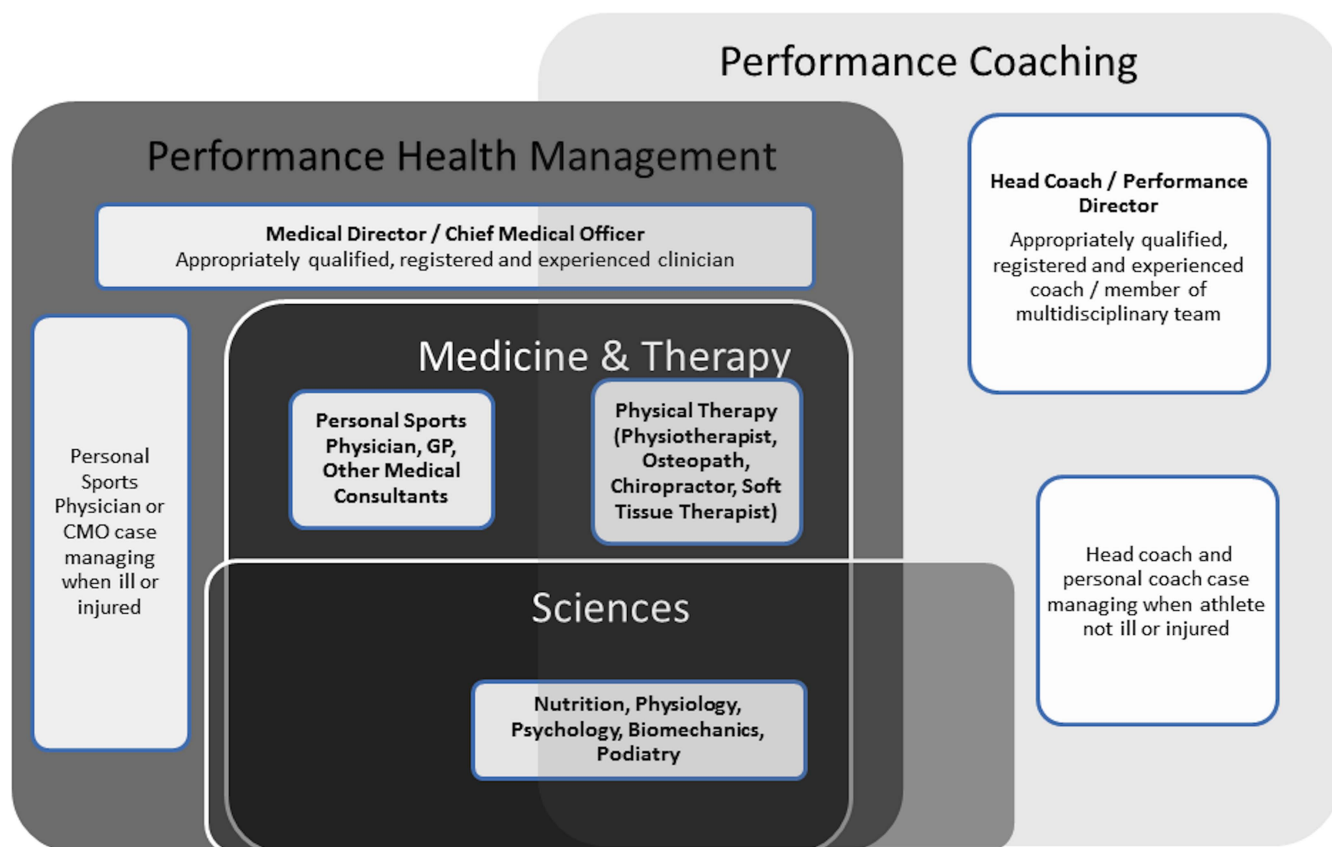 Performance Coaching
Performance Health Management
Medical Director / Chief Medical Officer
Appropriately qualified, registered and experienced clinician
Head Coach / Performance
Director
Appropriately qualified,
registered and experienced
coach / member of
multidisciplinary team
Personal
Sports
Physician or
CMO case
managing
when ill or
injured
Medicine & Therapy
Personal Sports
Physician, GP,
Other Medical
Consultants
Physical Therapy
(Physiotherapist,
Osteopath,
Chiropractor, Soft
Tissue Therapist)
Head coach and
personal coach case
managing when athlete
not ill or injured
Sciences
Nutrition, Physiology,
Psychology, Biomechanics,
Podiatry